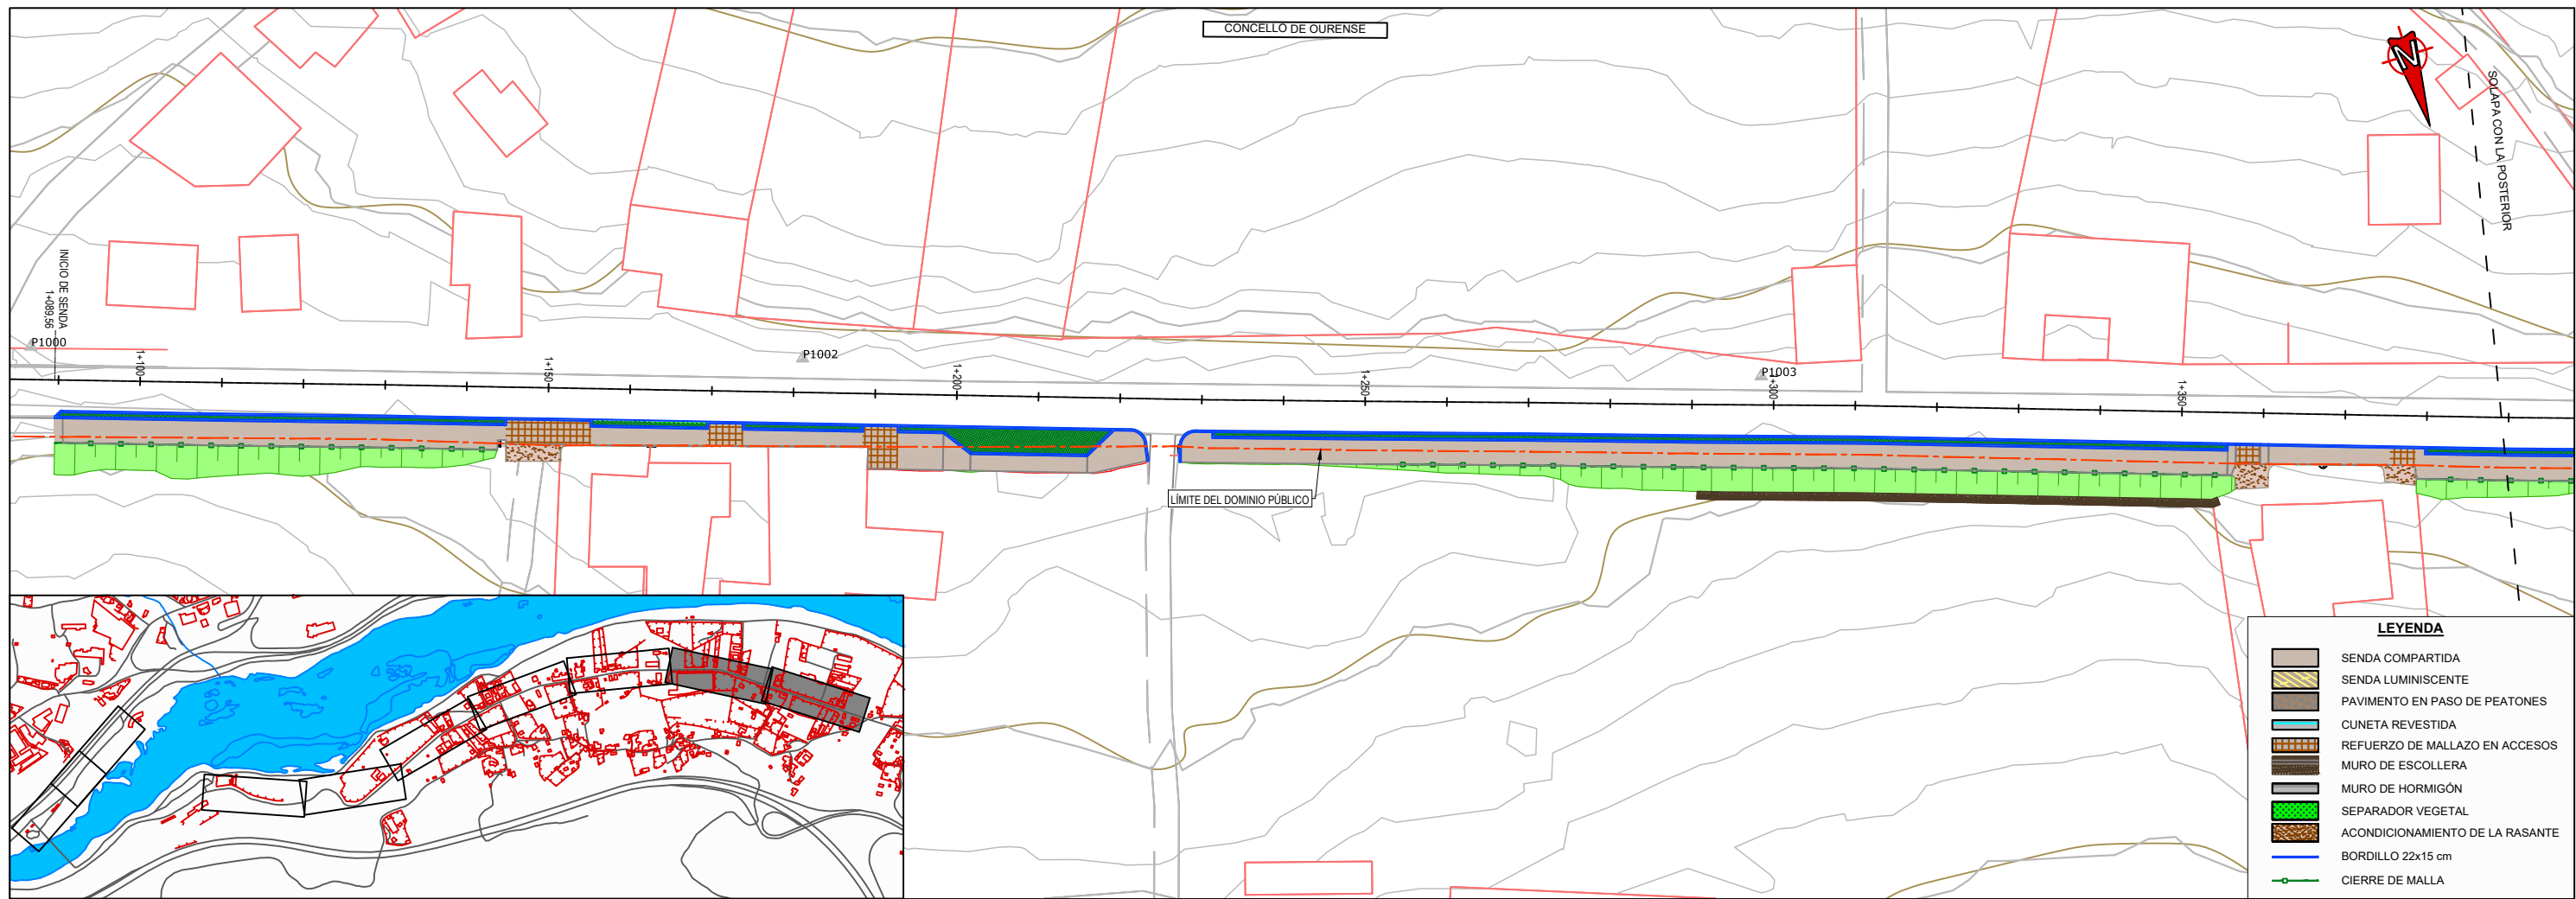 CONCELLO DE OURENSE
N
SOLAPA CON LA POSTERIOR
INICIO DE SENDA
1+089,56
P1000
1+100
1+150
P1002
1+200
1+250
P1003
1+300
1+350
LÍMITE DEL DOMINIO PÚBLICO
LEYENDA
SENDA COMPARTIDA
SENDA LUMINISCENTE
PAVIMENTO EN PASO DE PEATONES
CUNETA REVESTIDA
REFUERZO DE MALLAZO EN ACCESOS
MURO DE ESCOLLERA
MURO DE HORMIGÓN
SEPARADOR VEGETAL
ACONDICIONAMIENTO DE LA RASANTE
BORDILLO 22x15 cm
CIERRE DE MALLA